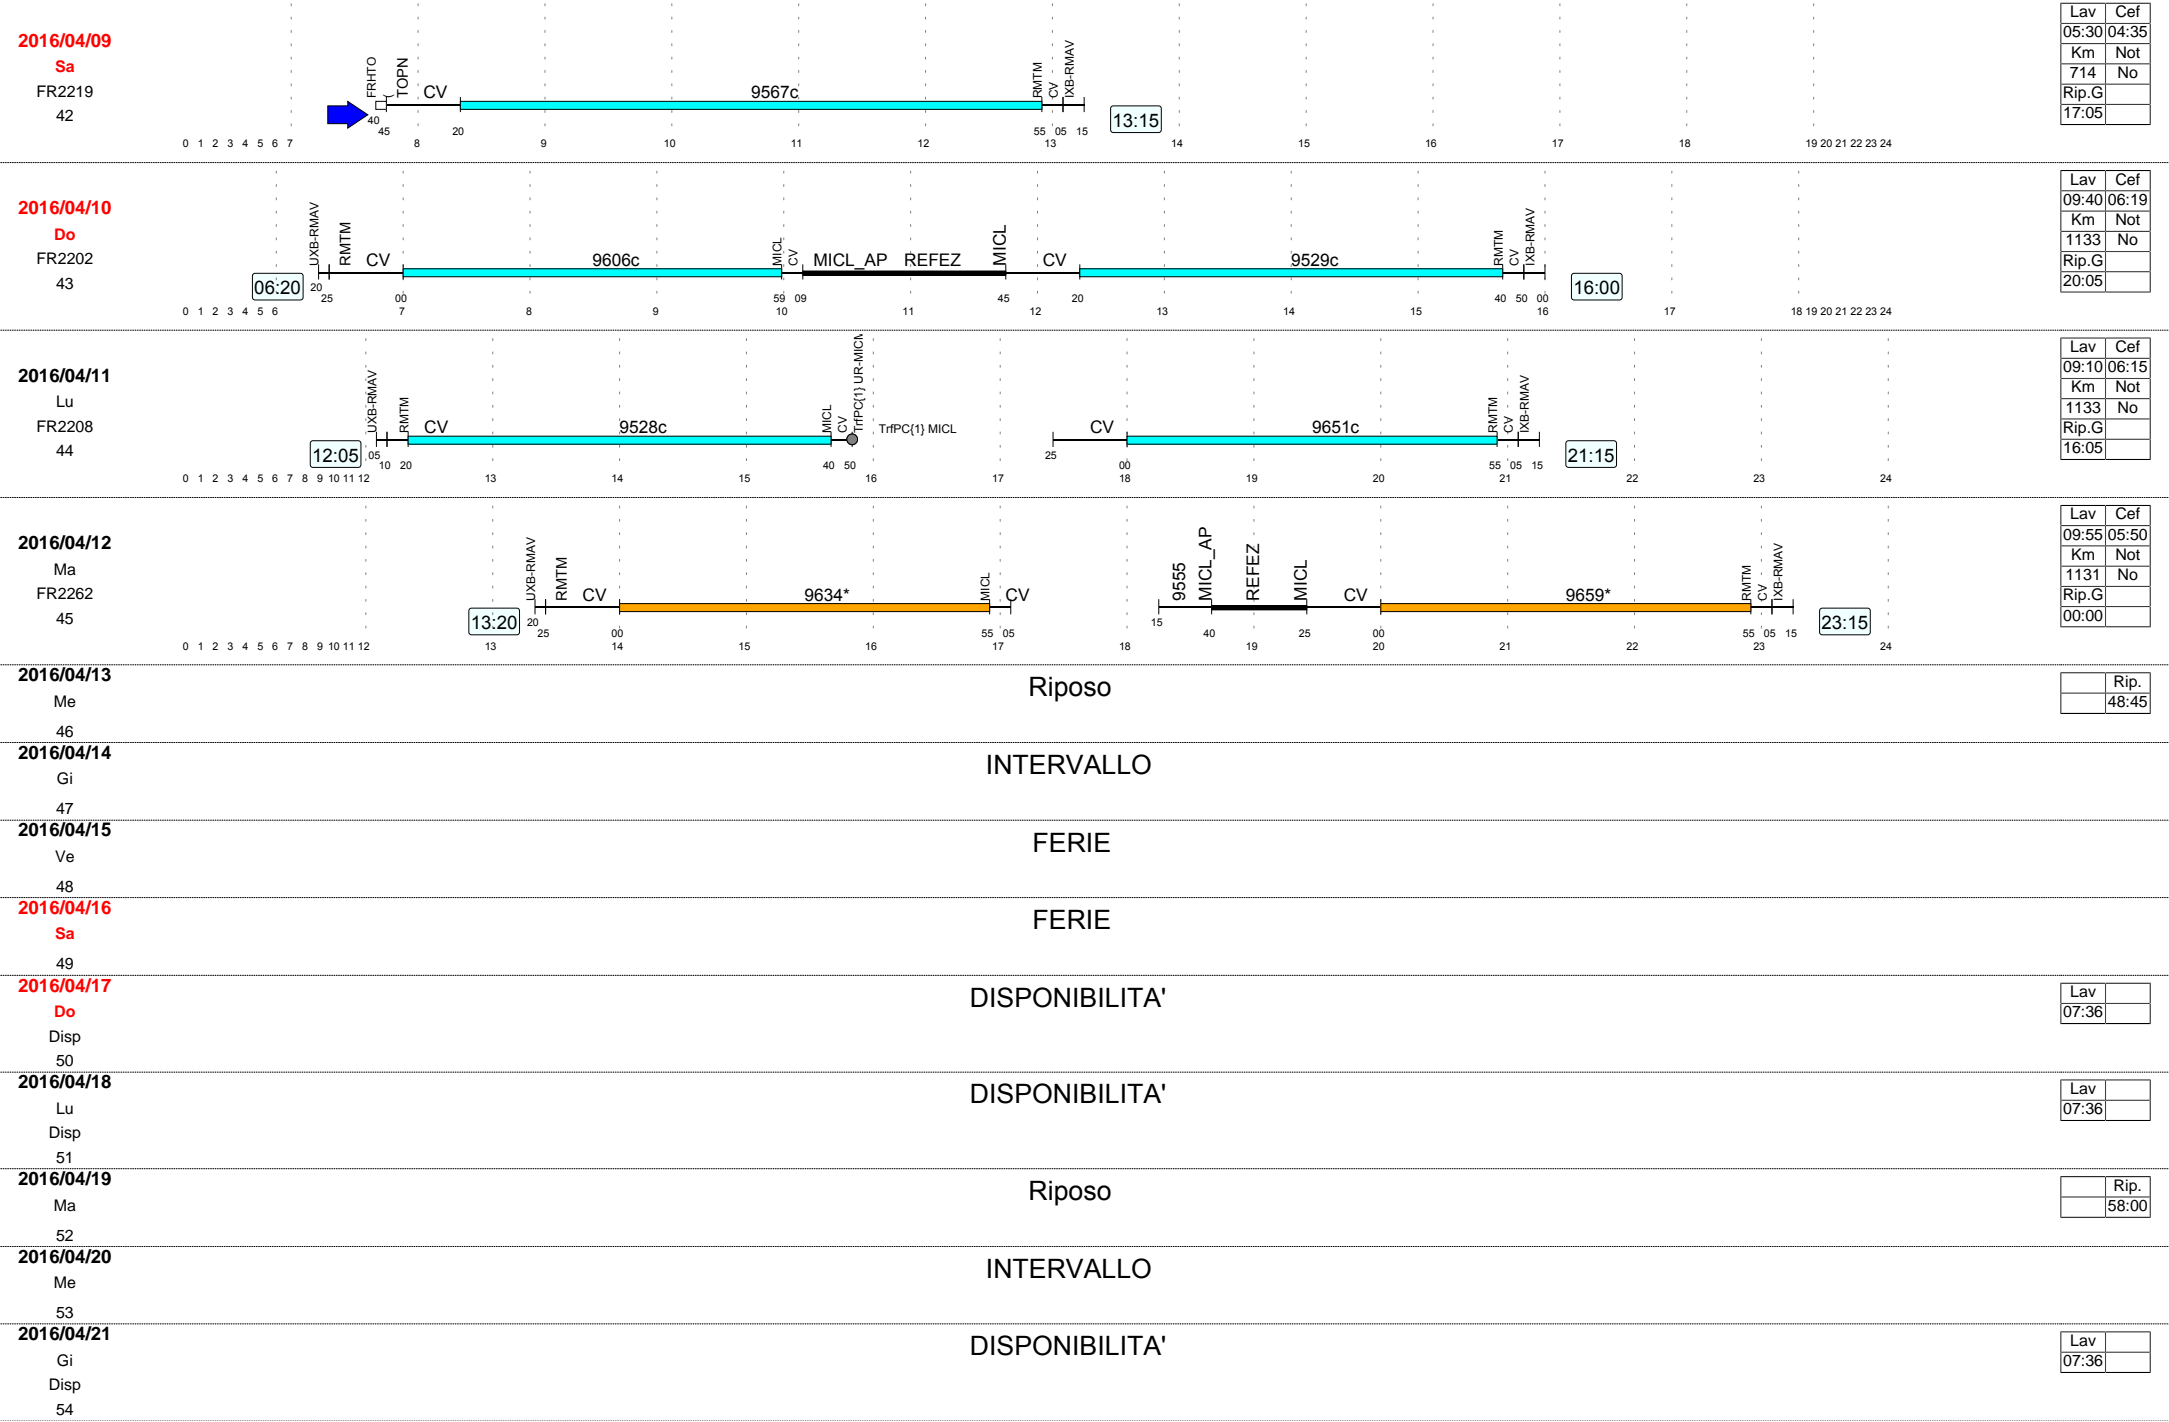 2016/04/09
Sa
FR2219
42
FRHTO
TOPN
CV
9567c
RMTM
CV
IXB-RMAV
40 45 20 55 05 15
13:15
0 1 2 3 4 5 6 7 8 9 10 11 12 13 14 15 16 17 18 19 20 21 22 23 24
Lav Cef
05:30 04:35
Km Not
714 No
Rip.G
17:05
2016/04/10
Do
FR2202
43
06:20
UXB-RMAV
RMTM
CV
9606c
MICL
CV
MICL_AP REFEZ
MICL
CV
9529c
RMTM
CV
IXB-RMAV
20 25 00 59 09 45 20 40 50 00
16:00
0 1 2 3 4 5 6 7 8 9 10 11 12 13 14 15 16 17 18 19 20 21 22 23 24
Lav Cef
09:40 06:19
Km Not
1133 No
Rip.G
20:05
2016/04/11
Lu
FR2208
44
12:05
UXB-RMAV
RMTM
CV
9528c
MICL
CV
TrfPC{1} UR-MICM
TrfPC{1} MICL
CV
9651c
RMTM
CV
IXB-RMAV
05 10 20 40 50 25 00 55 05 15
21:15
0 1 2 3 4 5 6 7 8 9 10 11 12 13 14 15 16 17 18 19 20 21 22 23 24
Lav Cef
09:10 06:15
Km Not
1133 No
Rip.G
16:05
2016/04/12
Ma
FR2262
45
13:20
UXB-RMAV
RMTM
CV
9634*
MICL
CV
9555
MICL_AP
REFEZ
MICL
CV
9659*
RMTM
CV
IXB-RMAV
20 25 00 55 05 15 40 25 00 55 05 15
23:15
0 1 2 3 4 5 6 7 8 9 10 11 12 13 14 15 16 17 18 19 20 21 22 23 24
Lav Cef
09:55 05:50
Km Not
1131 No
Rip.G
00:00
2016/04/13
Me
46
Riposo
Rip.
48:45
2016/04/14
Gi
47
INTERVALLO
2016/04/15
Ve
48
FERIE
2016/04/16
Sa
49
FERIE
2016/04/17
Do
Disp
50
DISPONIBILITA'
Lav
07:36
2016/04/18
Lu
Disp
51
DISPONIBILITA'
Lav
07:36
2016/04/19
Ma
52
Riposo
Rip.
58:00
2016/04/20
Me
53
INTERVALLO
2016/04/21
Gi
Disp
54
DISPONIBILITA'
Lav
07:36